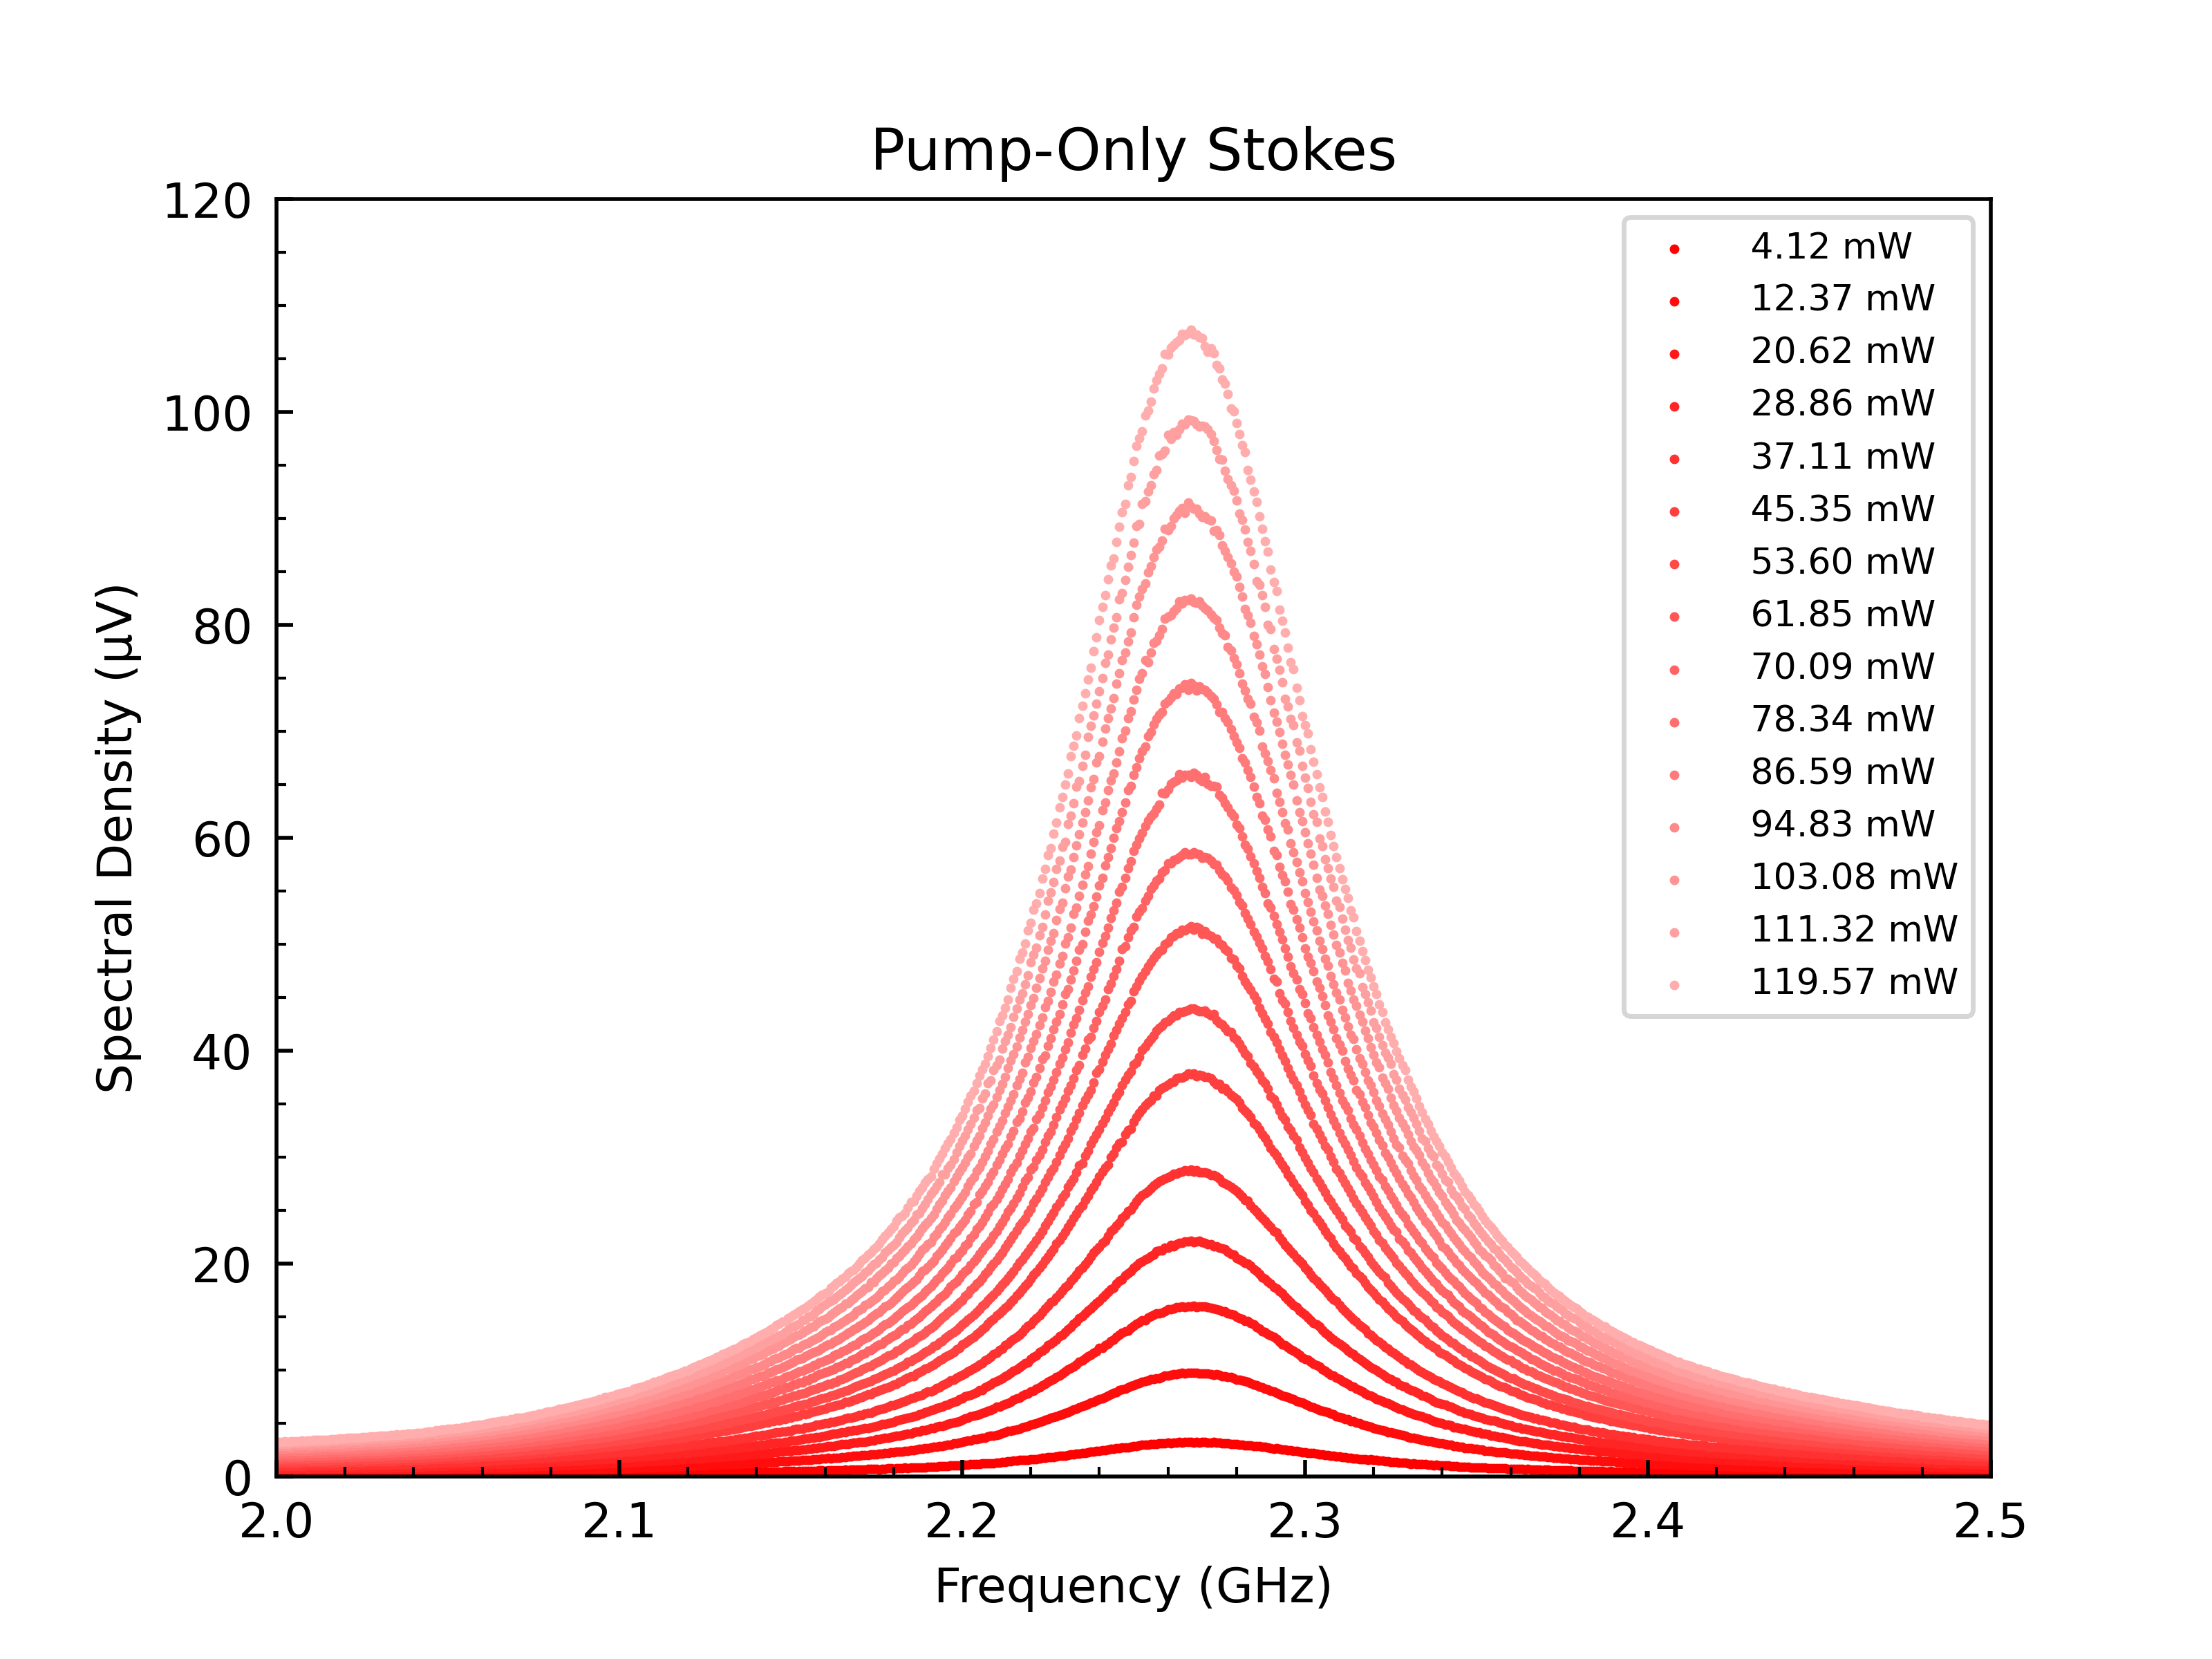 Pump-Only Stokes
120
100
80
60
40
20
0
Spectral Density (μV)
2.0 2.1 2.2 2.3 2.4 2.5
Frequency (GHz)
4.12 mW
12.37 mW
20.62 mW
28.86 mW
37.11 mW
45.35 mW
53.60 mW
61.85 mW
70.09 mW
78.34 mW
86.59 mW
94.83 mW
103.08 mW
111.32 mW
119.57 mW